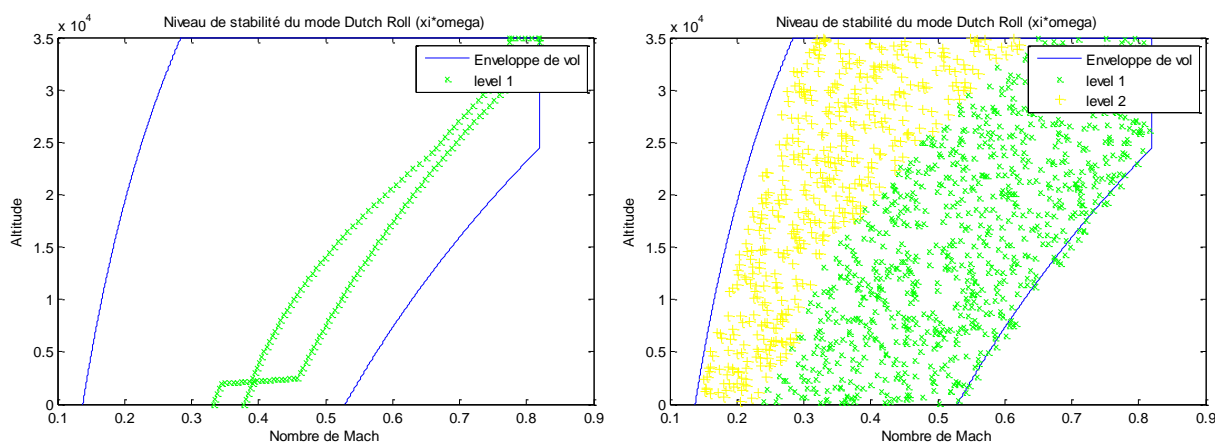 Niveau de stabilité du mode Dutch Roll (xi*omega)
x 10^4
3.5
3
2.5
2
1.5
1
0.5
0
Altitude
0.1 0.2 0.3 0.4 0.5 0.6 0.7 0.8 0.9
Nombre de Mach
Enveloppe de vol
level 1
Niveau de stabilité du mode Dutch Roll (xi*omega)
x 10^4
3.5
3
2.5
2
1.5
1
0.5
0
Altitude
0.1 0.2 0.3 0.4 0.5 0.6 0.7 0.8 0.9
Nombre de Mach
Enveloppe de vol
level 1
level 2